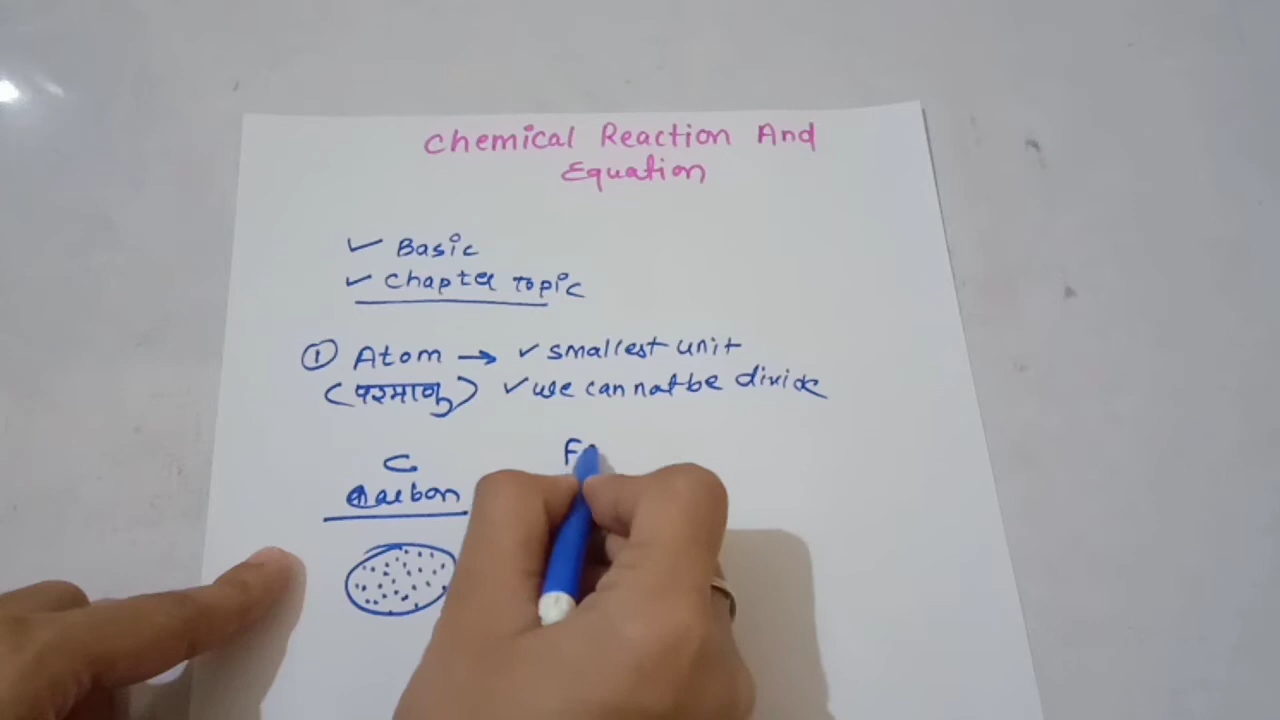 Chemical Reaction And
Equation
✓ Basic
✓ Chapter topic
① Atom → ✓ smallest unit
(परमाणु) ✓ we can not be divide
C
Carbon
F